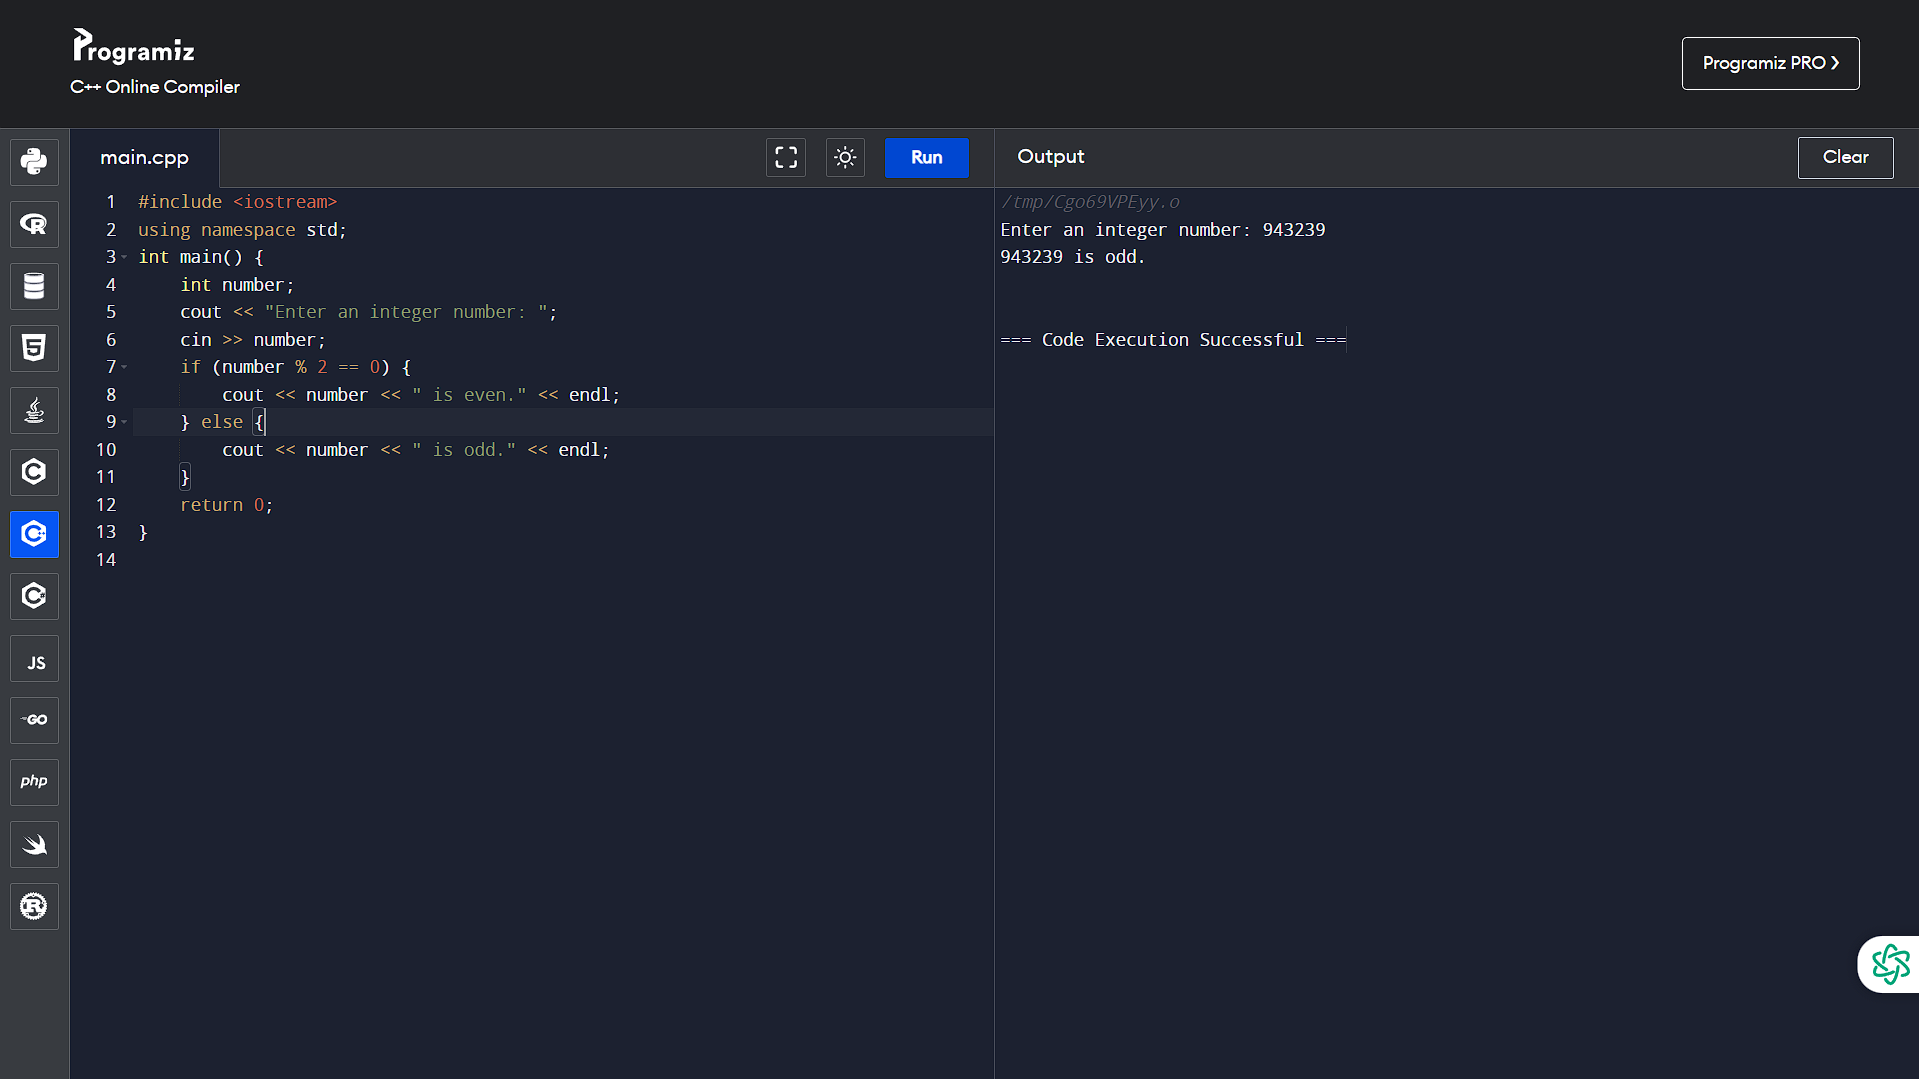 Programiz
C++ Online Compiler
Programiz PRO ❯
main.cpp
Run
Output
Clear
1 #include <iostream>
2 using namespace std;
3 int main() {
4     int number;
5     cout << "Enter an integer number: ";
6     cin >> number;
7     if (number % 2 == 0) {
8         cout << number << " is even." << endl;
9     } else {
10         cout << number << " is odd." << endl;
11     }
12     return 0;
13 }
14
/tmp/Cgo69VPEyy.o
Enter an integer number: 943239
943239 is odd.
=== Code Execution Successful ===
R
5
C
C++
C#
JS
GO
php
R